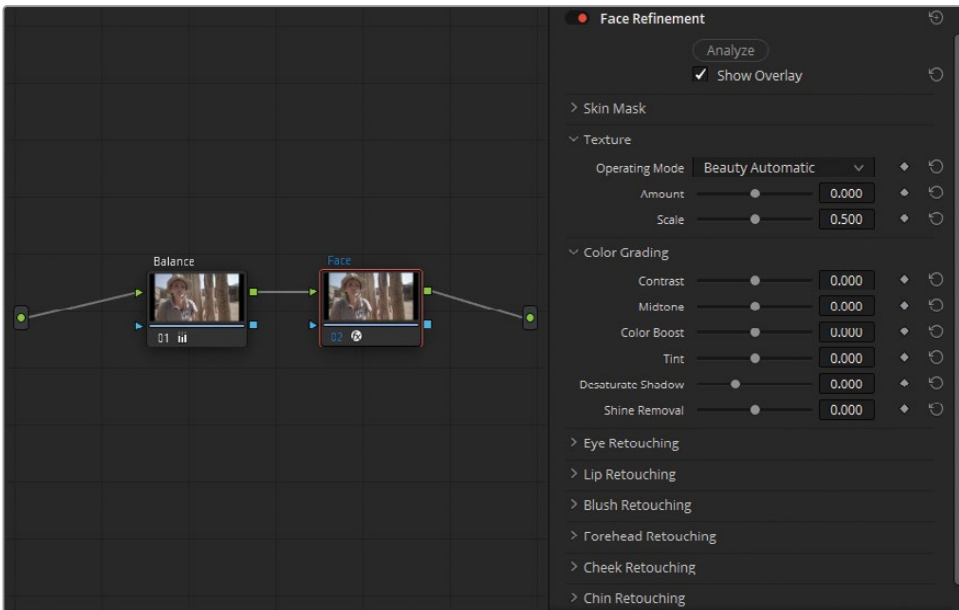 Balance
01
Face
02
Face Refinement
Analyze
Show Overlay
Skin Mask
Texture
Operating Mode Beauty Automatic
Amount 0.000
Scale 0.500
Color Grading
Contrast 0.000
Midtone 0.000
Color Boost 0.000
Tint 0.000
Desaturate Shadow 0.000
Shine Removal 0.000
Eye Retouching
Lip Retouching
Blush Retouching
Forehead Retouching
Cheek Retouching
Chin Retouching